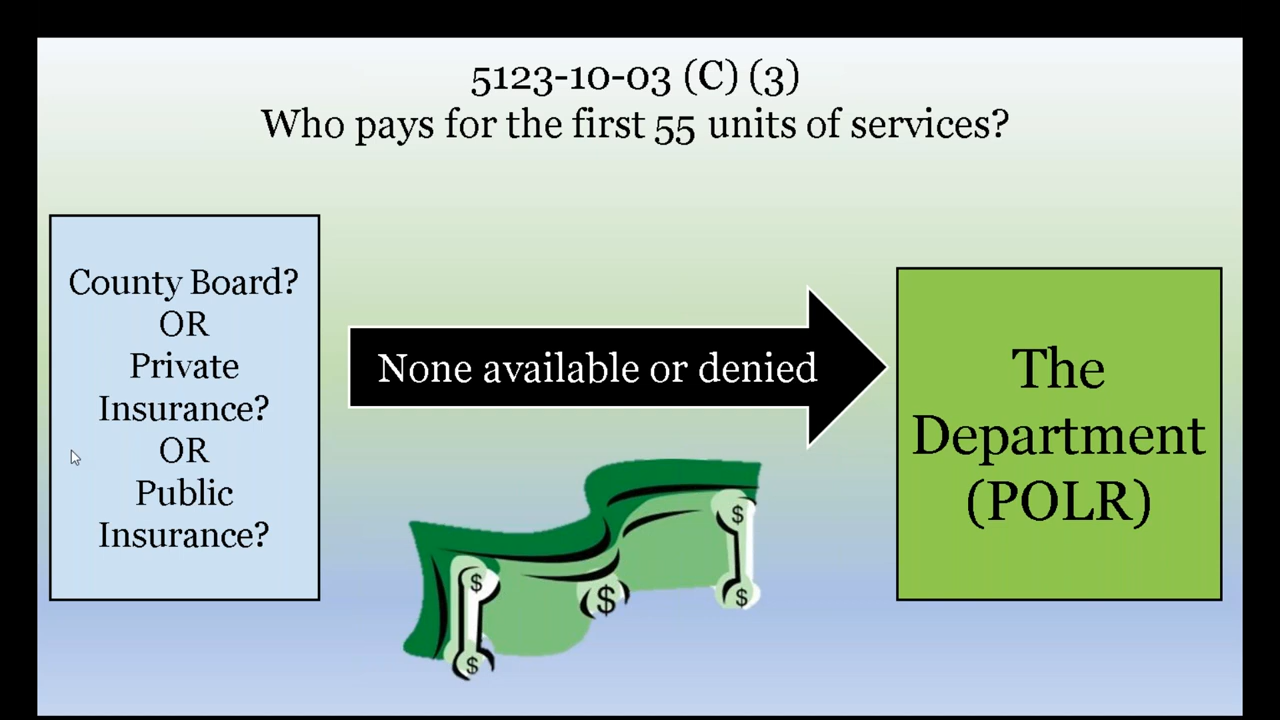 5123-10-03 (C) (3)
Who pays for the first 55 units of services?
County Board?
OR
Private
Insurance?
OR
Public
Insurance?
None available or denied
The
Department
(POLR)
$
$
$
$
$